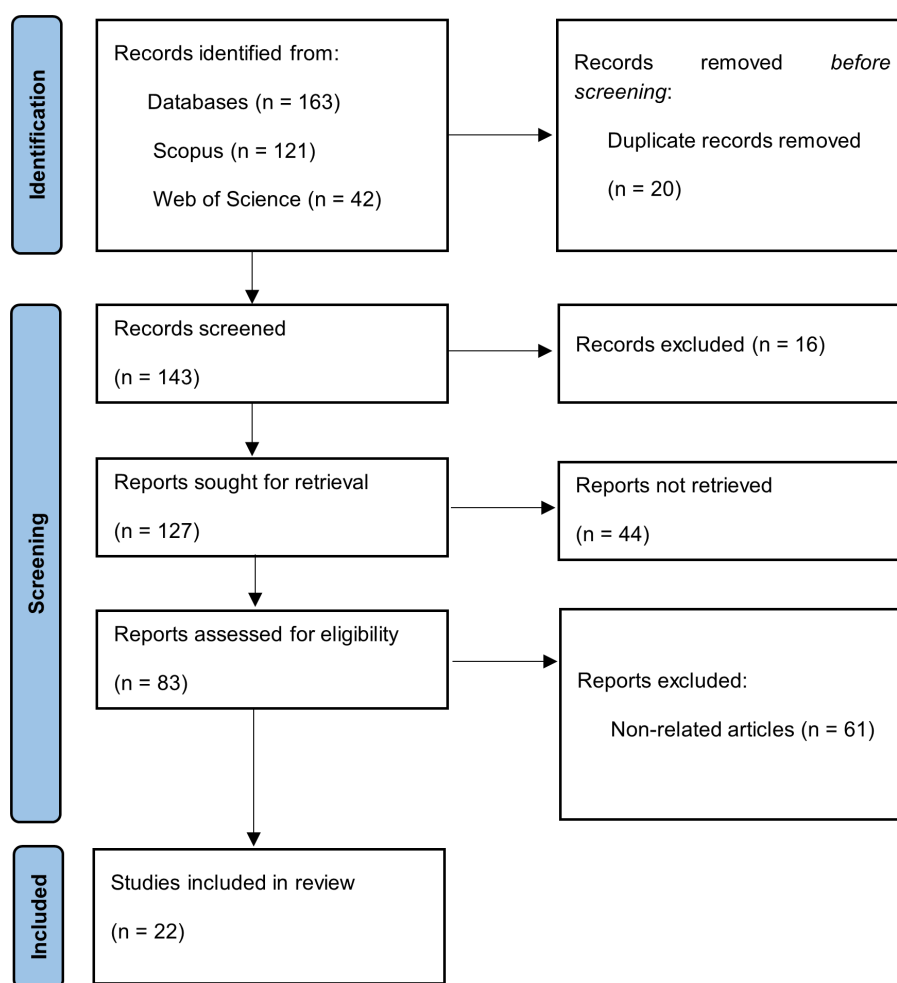 Identification
Records identified from:
Databases (n = 163)
Scopus (n = 121)
Web of Science (n = 42)
Records removed before
screening:
Duplicate records removed
(n = 20)
Screening
Records screened
(n = 143)
Records excluded (n = 16)
Reports sought for retrieval
(n = 127)
Reports not retrieved
(n = 44)
Reports assessed for eligibility
(n = 83)
Reports excluded:
Non-related articles (n = 61)
Included
Studies included in review
(n = 22)